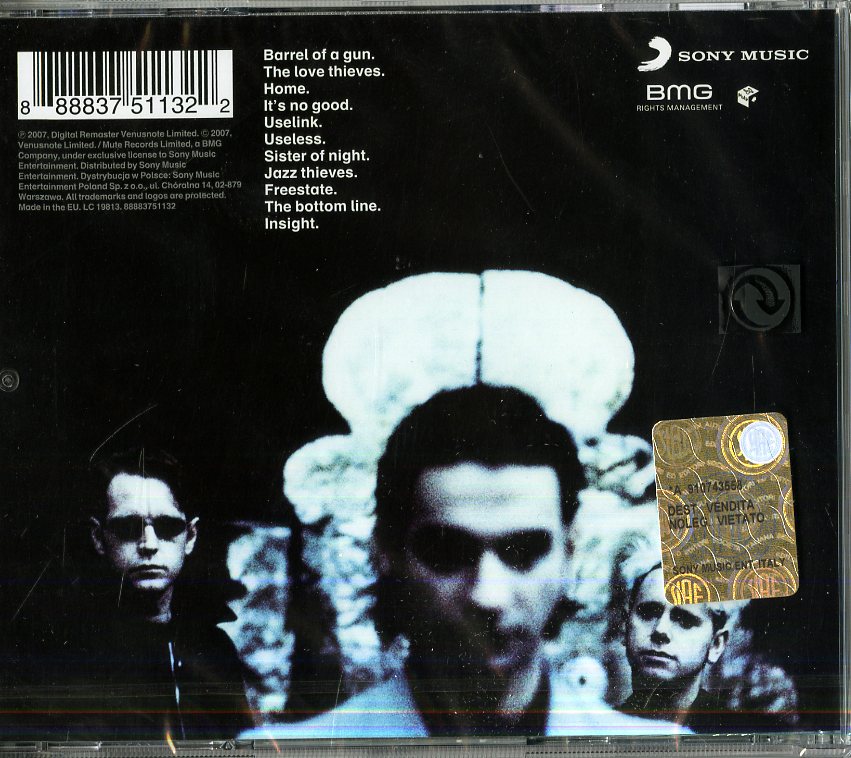 Barrel of a gun.
The love thieves.
Home.
It's no good.
Uselink.
Useless.
Sister of night.
Jazz thieves.
Freestate.
The bottom line.
Insight.
SONY MUSIC
BMG
RIGHTS MANAGEMENT
8 88837 51132 2
℗ 2007, Digital Remaster Venusnote Limited. © 2007,
Venusnote Limited. / Mute Records Limited, a BMG
Company, under exclusive license to Sony Music
Entertainment. Distributed by Sony Music
Entertainment. Dystrybucja w Polsce: Sony Music
Entertainment Poland Sp. z o.o., ul. Chóralna 14, 02-879
Warszawa. All trademarks and logos are protected.
Made in the EU. LC 19813. 88883751132
DEST. VENDITA
NOLEG. VIETATO
SONY MUSIC ENT. ITALY